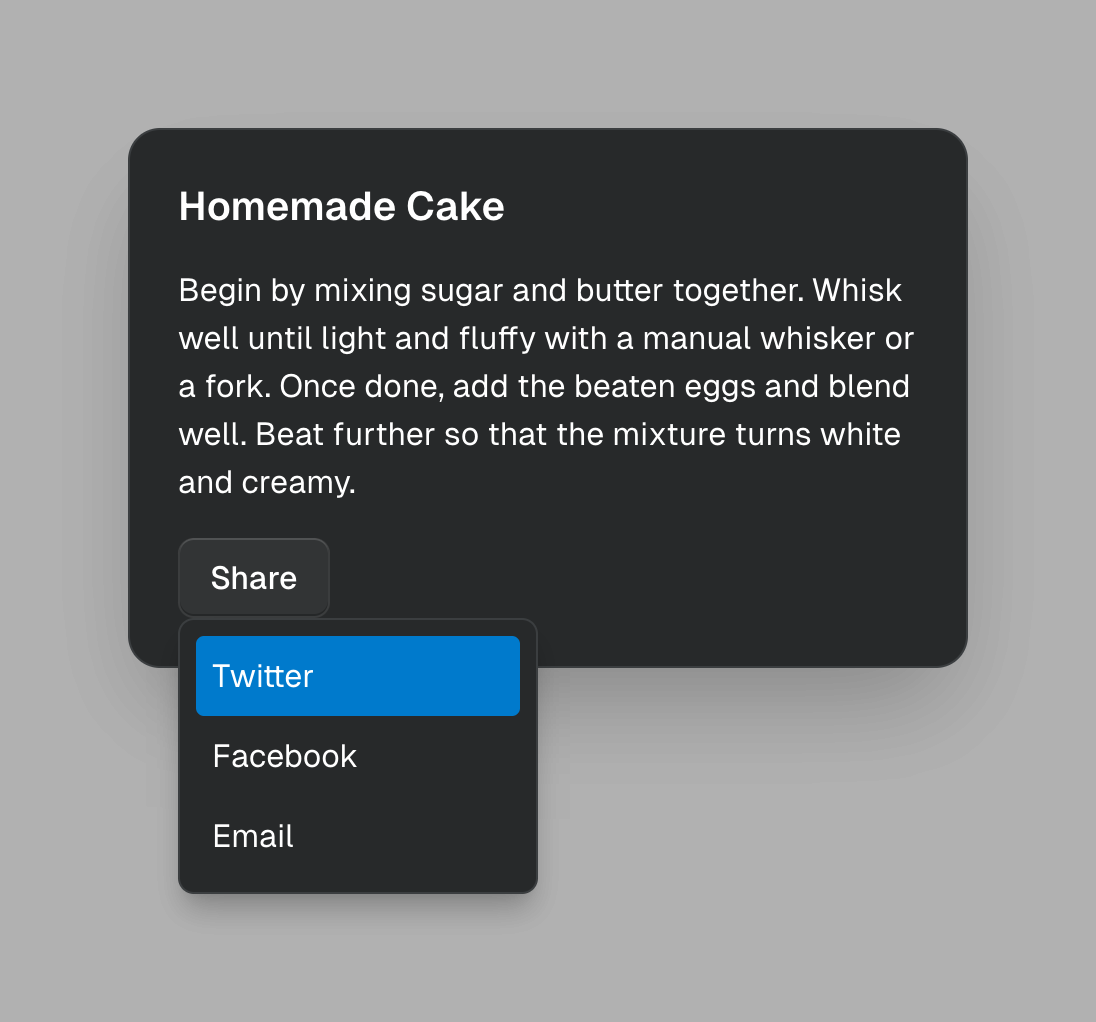 Homemade Cake
Begin by mixing sugar and butter together. Whisk
well until light and fluffy with a manual whisker or
a fork. Once done, add the beaten eggs and blend
well. Beat further so that the mixture turns white
and creamy.
Share
Twitter
Facebook
Email